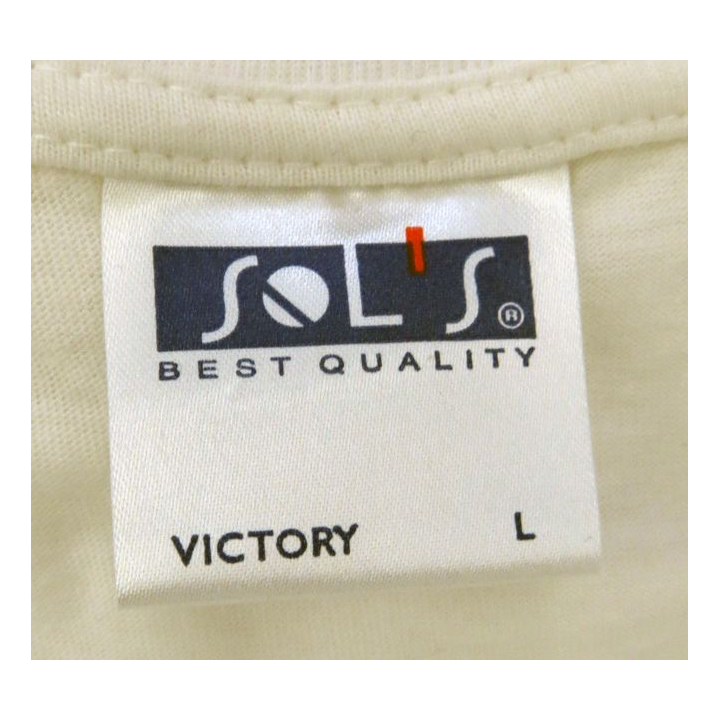 SOL'S ®
BEST QUALITY
VICTORY L